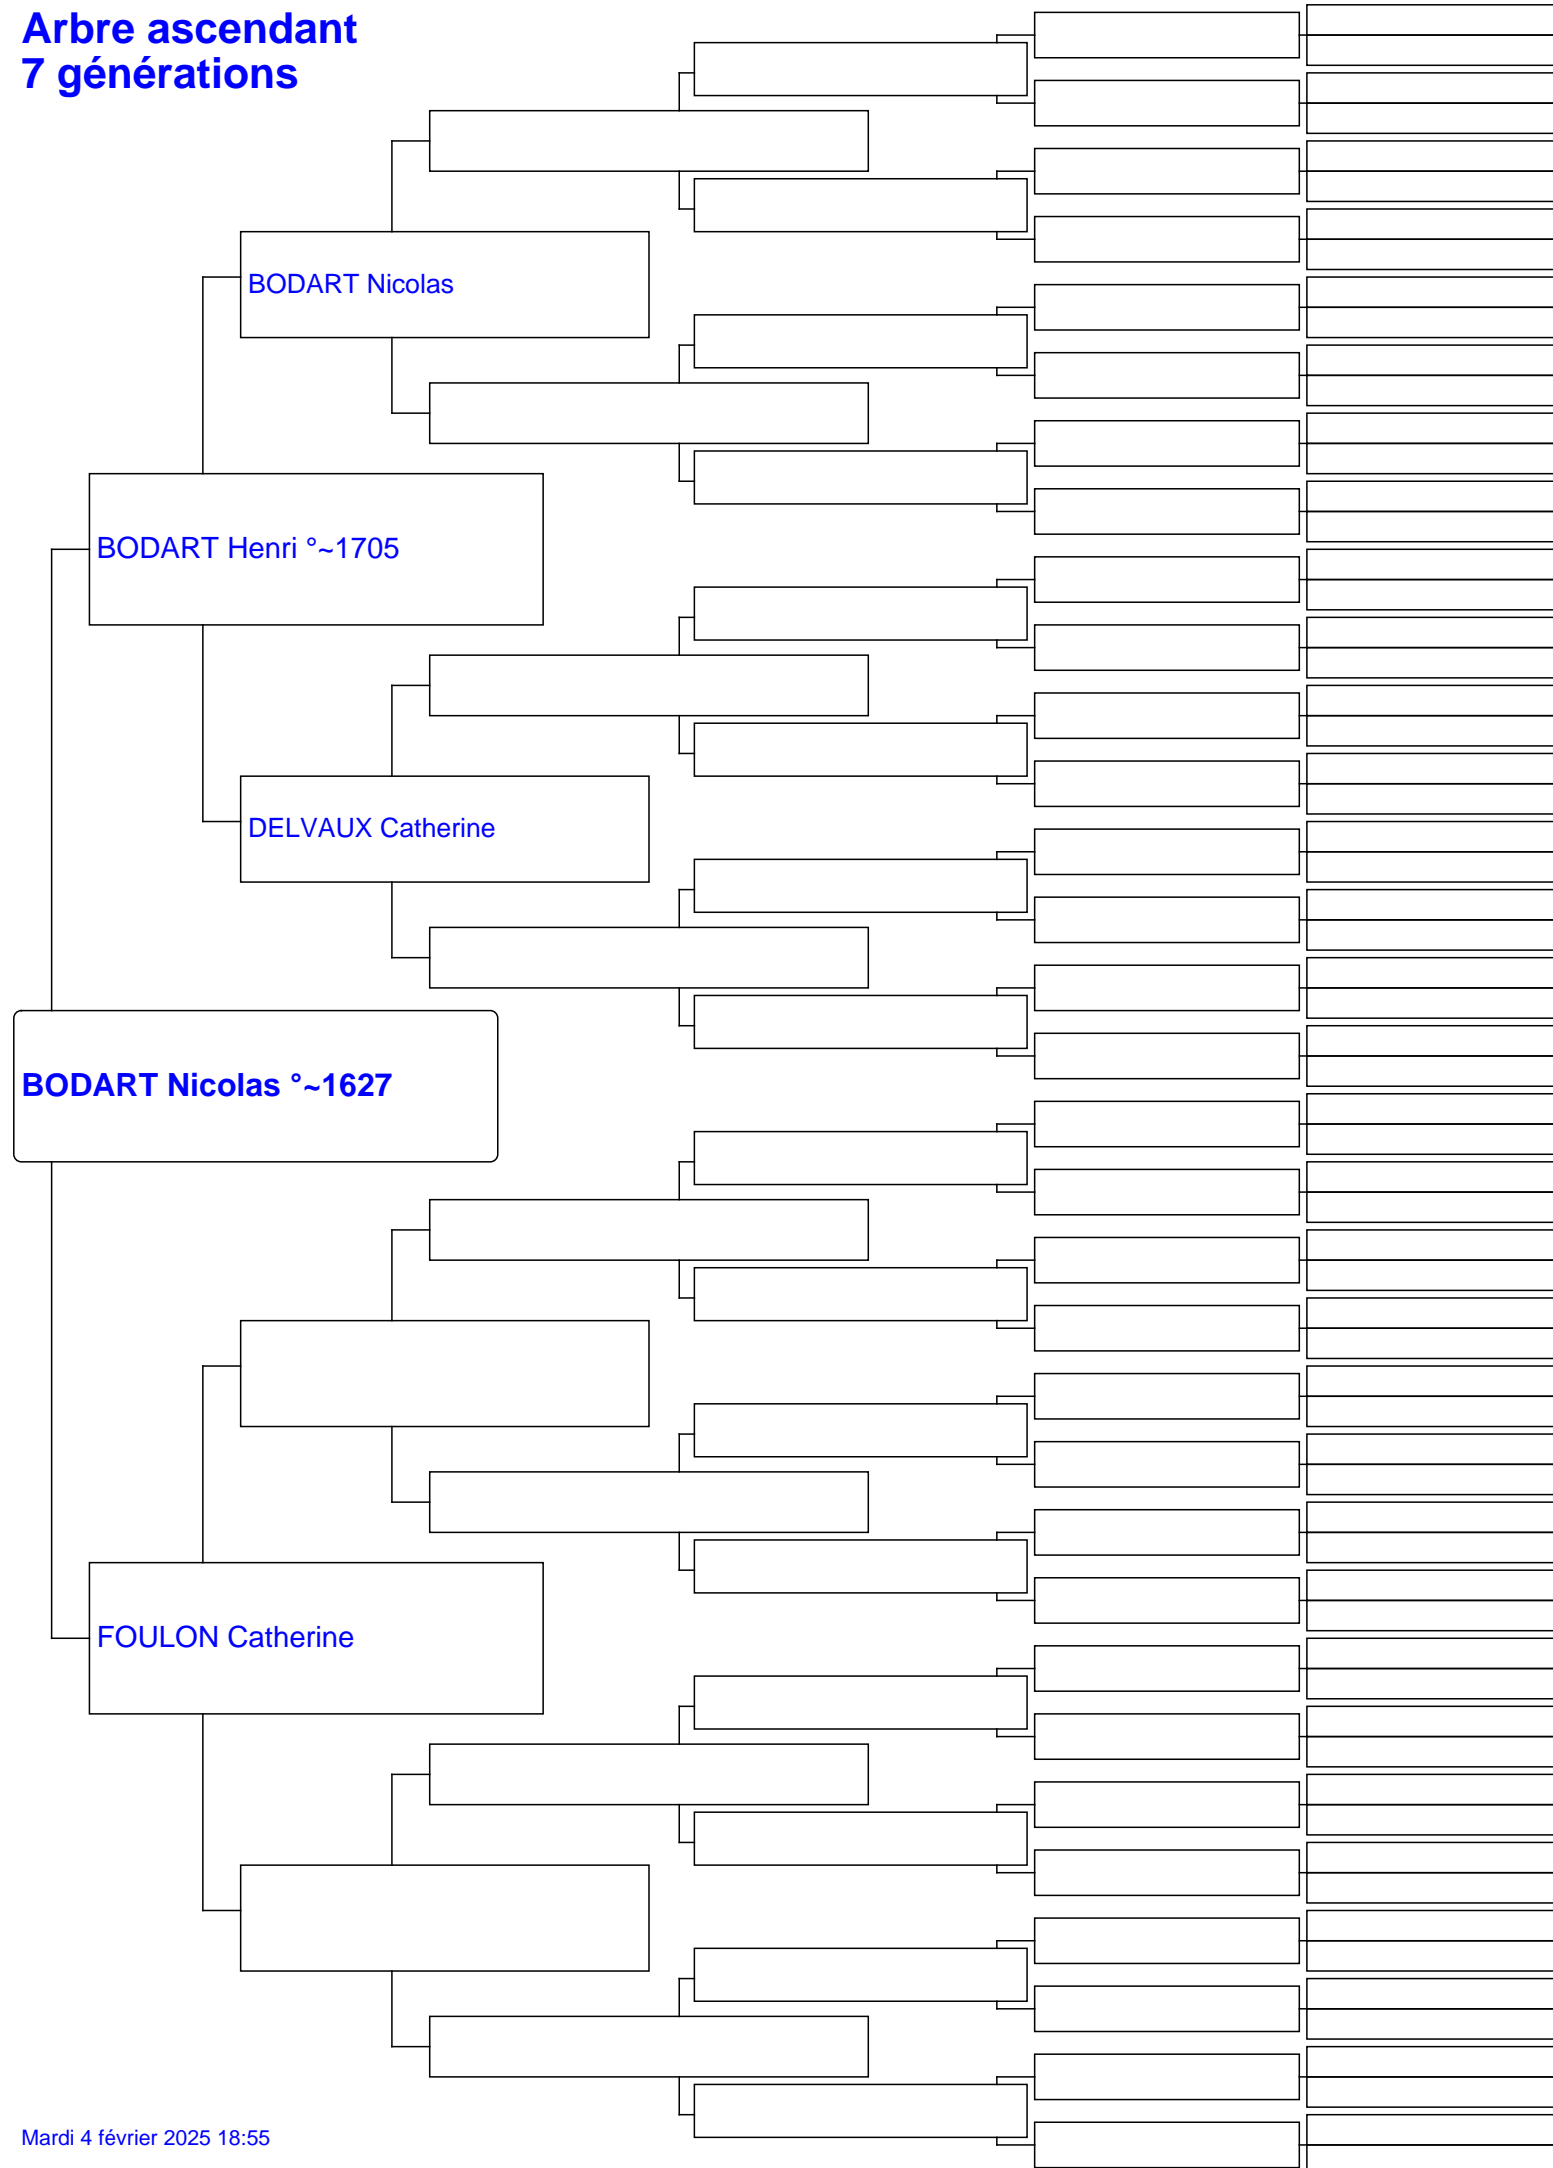 Arbre ascendant
7 générations
BODART Nicolas
BODART Henri °~1705
DELVAUX Catherine
BODART Nicolas °~1627
FOULON Catherine
Mardi 4 février 2025 18:55